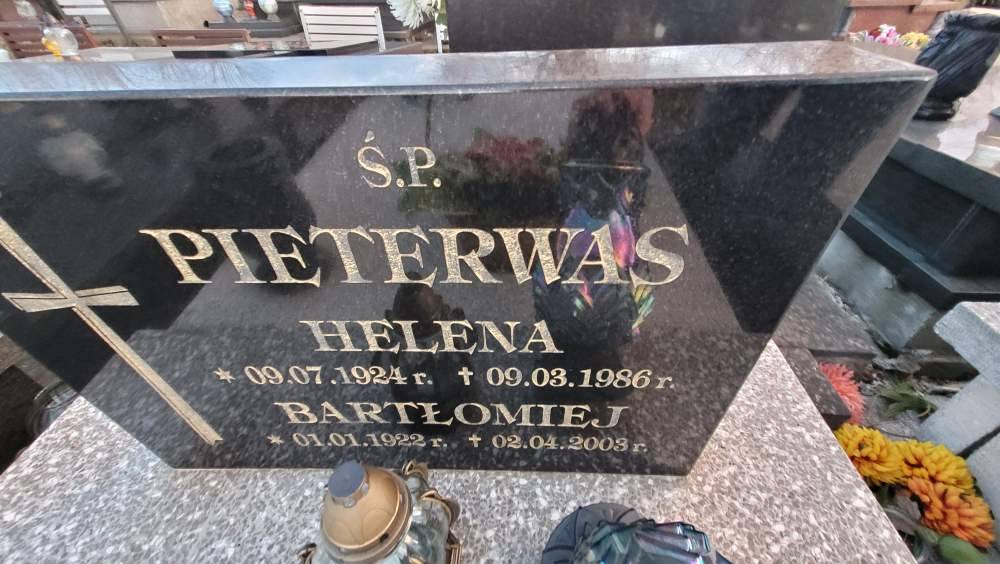 Ś.P.
PIETERWAS
HELENA
* 09.07.1924 r. † 09.03.1986 r.
BARTŁOMIEJ
* 01.01.1922 r. † 02.04.2003 r.